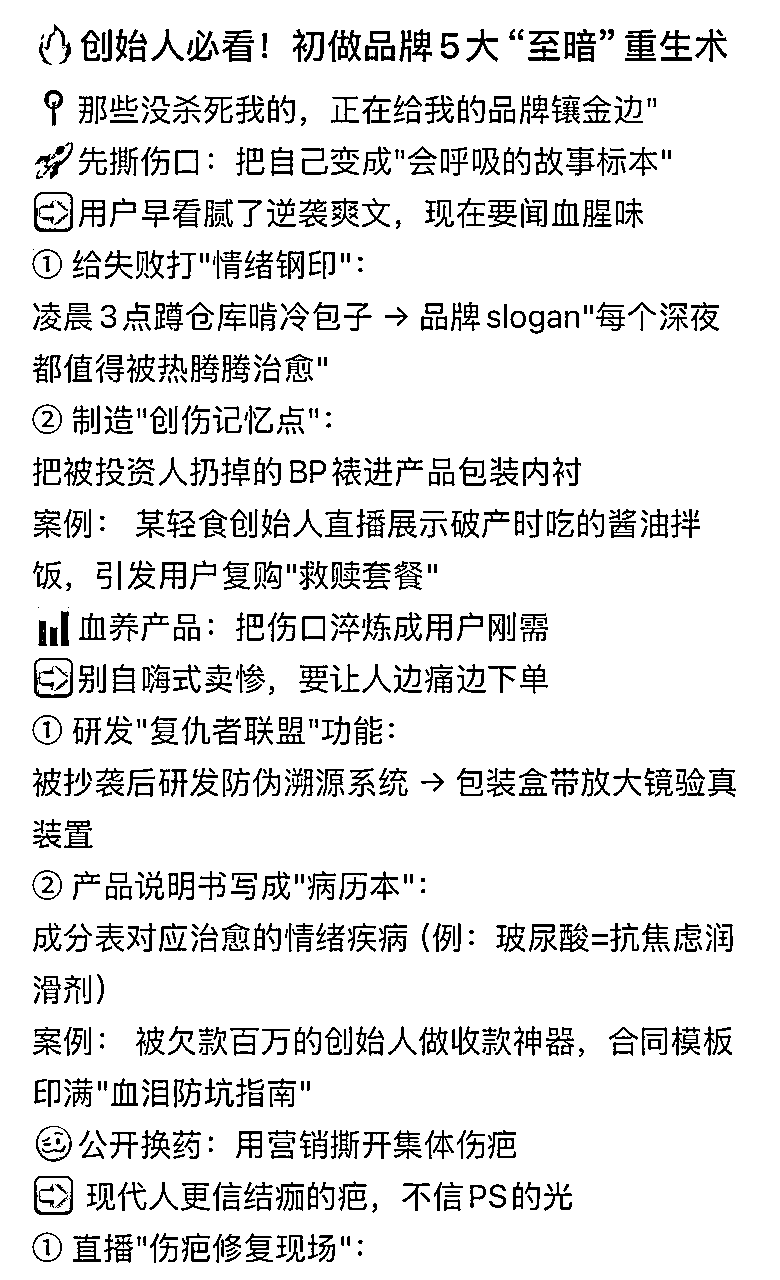 🔥创始人必看！初做品牌5大“至暗”重生术
📍那些没杀死我的，正在给我的品牌镶金边"
🚀先撕伤口：把自己变成"会呼吸的故事标本"
➡用户早看腻了逆袭爽文，现在要闻血腥味
① 给失败打"情绪钢印"：
凌晨3点蹲仓库啃冷包子 → 品牌slogan"每个深夜
都值得被热腾腾治愈"
② 制造"创伤记忆点"：
把被投资人扔掉的BP裱进产品包装内衬
案例： 某轻食创始人直播展示破产时吃的酱油拌
饭，引发用户复购"救赎套餐"
📊血养产品：把伤口淬炼成用户刚需
➡别自嗨式卖惨，要让人边痛边下单
① 研发"复仇者联盟"功能：
被抄袭后研发防伪溯源系统 → 包装盒带放大镜验真
装置
② 产品说明书写成"病历本"：
成分表对应治愈的情绪疾病（例：玻尿酸=抗焦虑润
滑剂）
案例： 被欠款百万的创始人做收款神器，合同模板
印满"血泪防坑指南"
公开换药：用营销撕开集体伤疤
➡ 现代人更信结痂的疤，不信PS的光
① 直播"伤疤修复现场"：